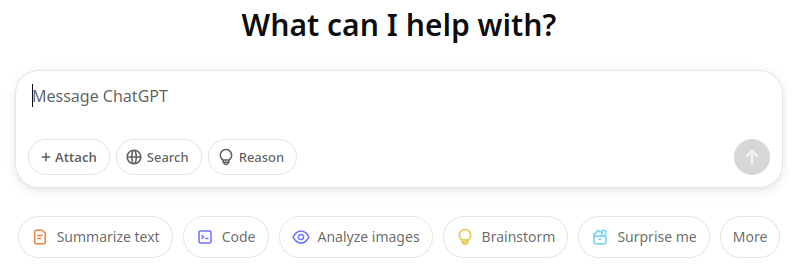 What can I help with?
Message ChatGPT
+ Attach Search Reason
Summarize text Code Analyze images Brainstorm Surprise me More